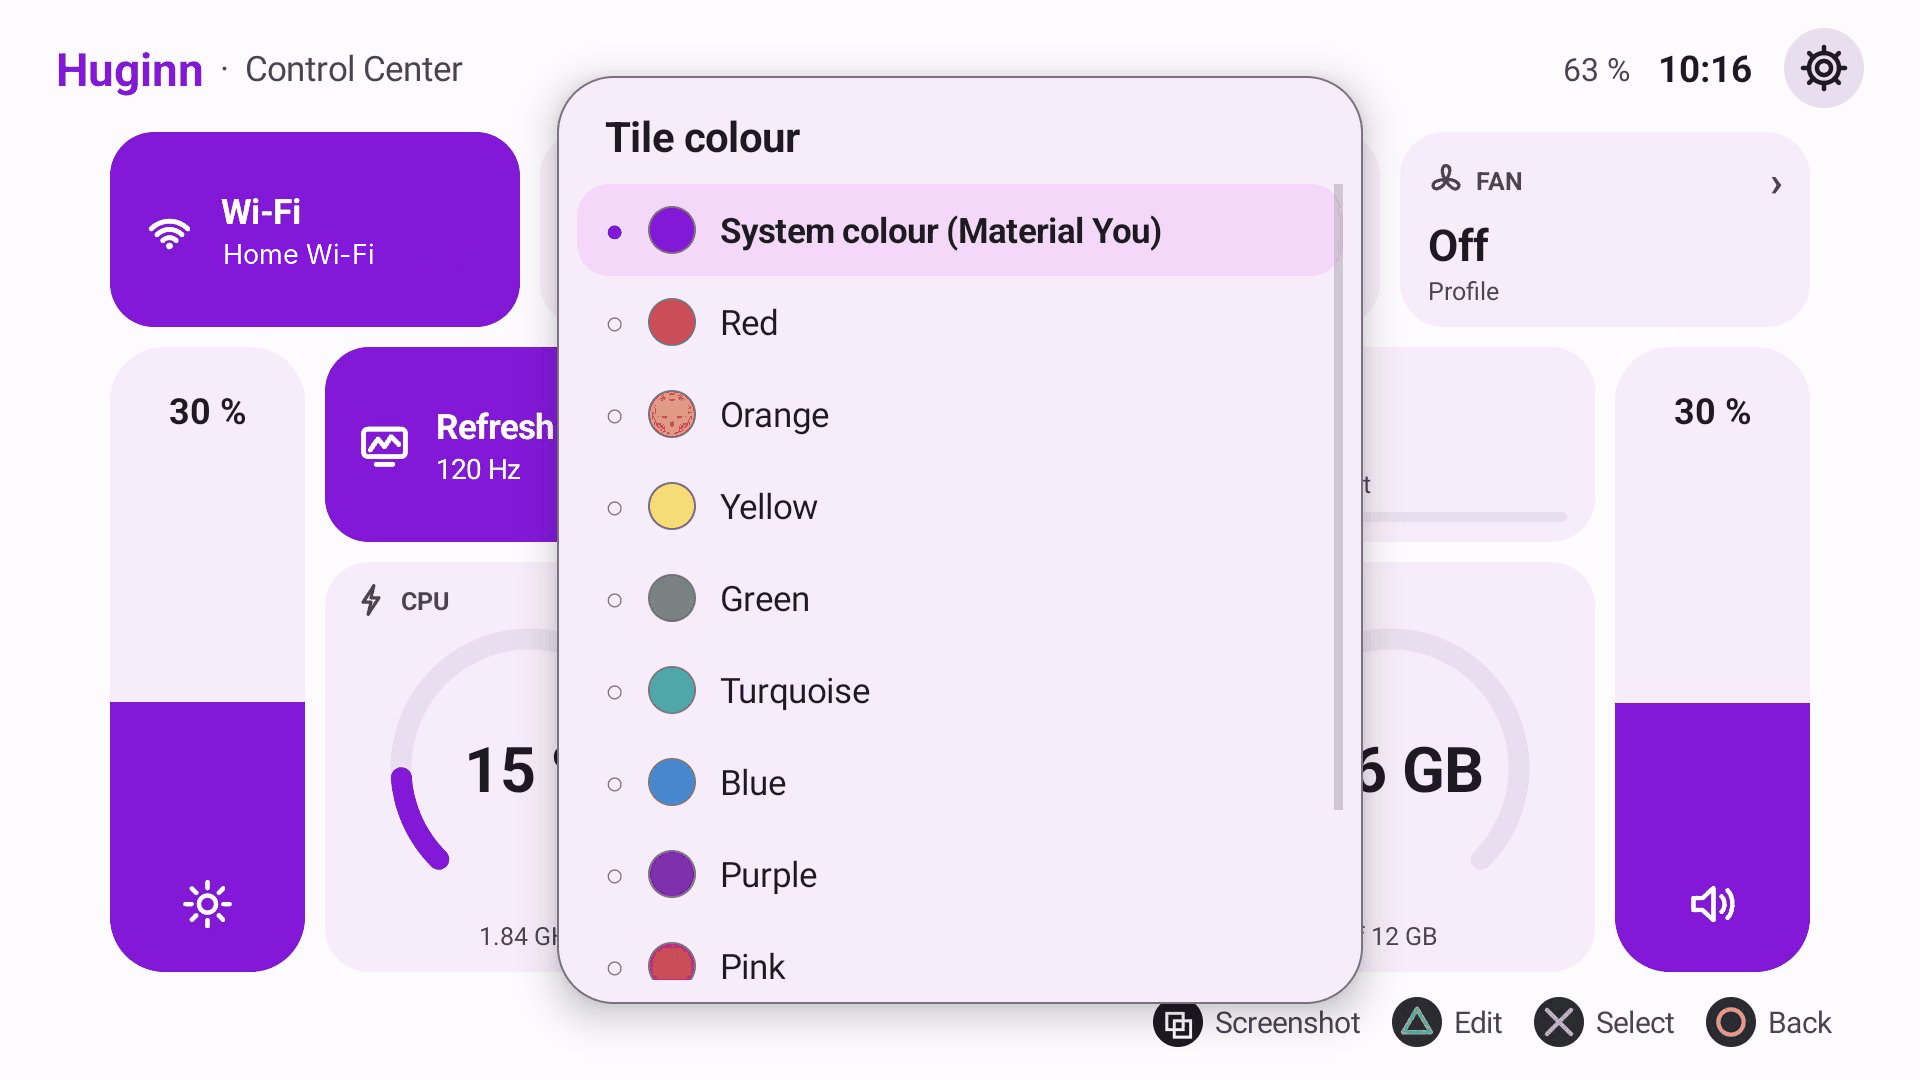 Huginn · Control Center
63 % 10:16
Tile colour
System colour (Material You)
Red
Orange
Yellow
Green
Turquoise
Blue
Purple
Pink
Wi-Fi
Home Wi-Fi
FAN
Off
Profile
30 %
Refresh
120 Hz
30 %
CPU
15
6 GB
1.84
12 GB
Screenshot Edit Select Back